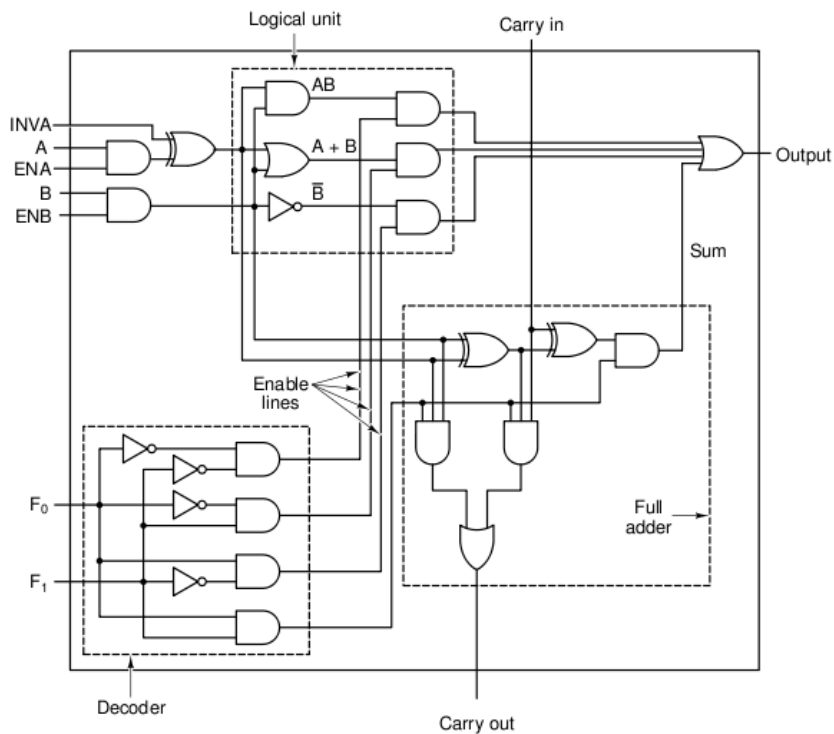 Logical unit
Carry in
AB
INVA
A
ENA
A + B
Output
B
ENB
B̅
Sum
Enable
lines
F₀
Full
adder
F₁
Decoder
Carry out